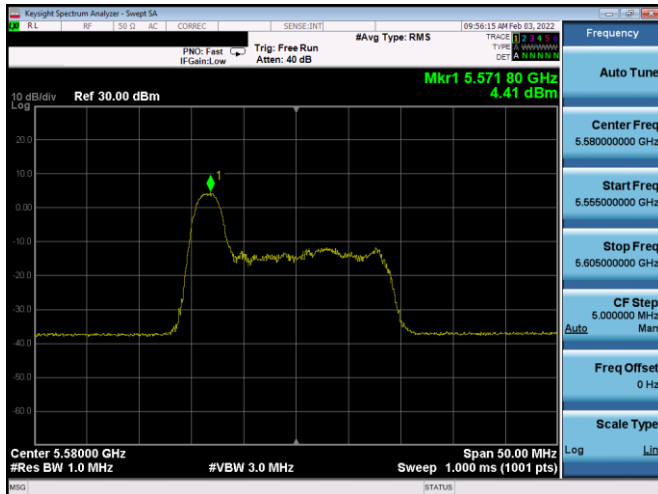 Keysight Spectrum Analyzer - Swept SA
RL RF 50 Ω AC CORREC SENSE:INT 09:56:15 AM Feb 03, 2022
#Avg Type: RMS TRACE 1 2 3 4 5 6
PNO: Fast Trig: Free Run TYPE A WWWWW
IFGain:Low Atten: 40 dB DET A N N N N N
Mkr1 5.571 80 GHz
4.41 dBm
10 dB/div Ref 30.00 dBm
Log
20.0
10.0
1
0.00
-10.0
-20.0
-30.0
-40.0
-50.0
-60.0
Center 5.58000 GHz Span 50.00 MHz
#Res BW 1.0 MHz #VBW 3.0 MHz Sweep 1.000 ms (1001 pts)
MSG STATUS
Frequency
Auto Tune
Center Freq
5.580000000 GHz
Start Freq
5.555000000 GHz
Stop Freq
5.605000000 GHz
CF Step
5.000000 MHz
Auto Man
Freq Offset
0 Hz
Scale Type
Log Lin